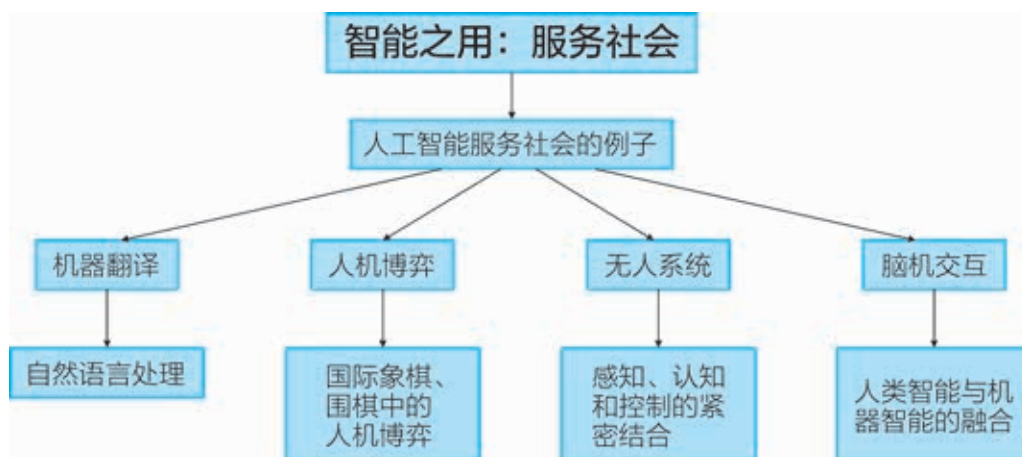 智能之用：服务社会
人工智能服务社会的例子
机器翻译
人机博弈
无人系统
脑机交互
自然语言处理
国际象棋、
围棋中的
人机博弈
感知、认知
和控制的紧
密结合
人类智能与机
器智能的融合